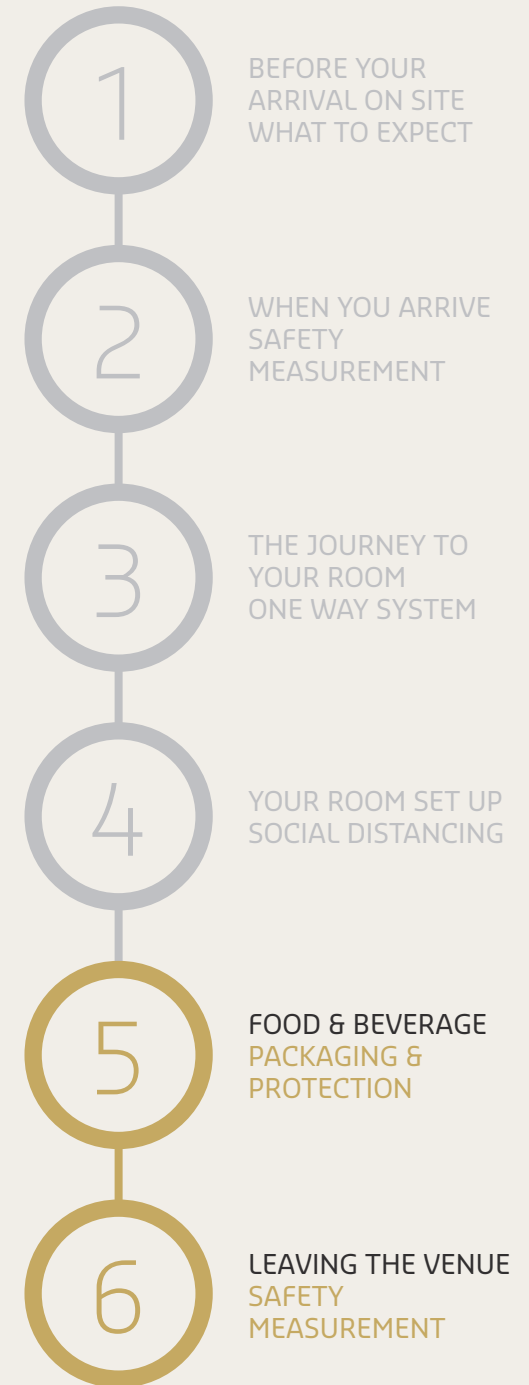 1
BEFORE YOUR
ARRIVAL ON SITE
WHAT TO EXPECT
2
WHEN YOU ARRIVE
SAFETY
MEASUREMENT
3
THE JOURNEY TO
YOUR ROOM
ONE WAY SYSTEM
4
YOUR ROOM SET UP
SOCIAL DISTANCING
5
FOOD & BEVERAGE
PACKAGING &
PROTECTION
6
LEAVING THE VENUE
SAFETY
MEASUREMENT